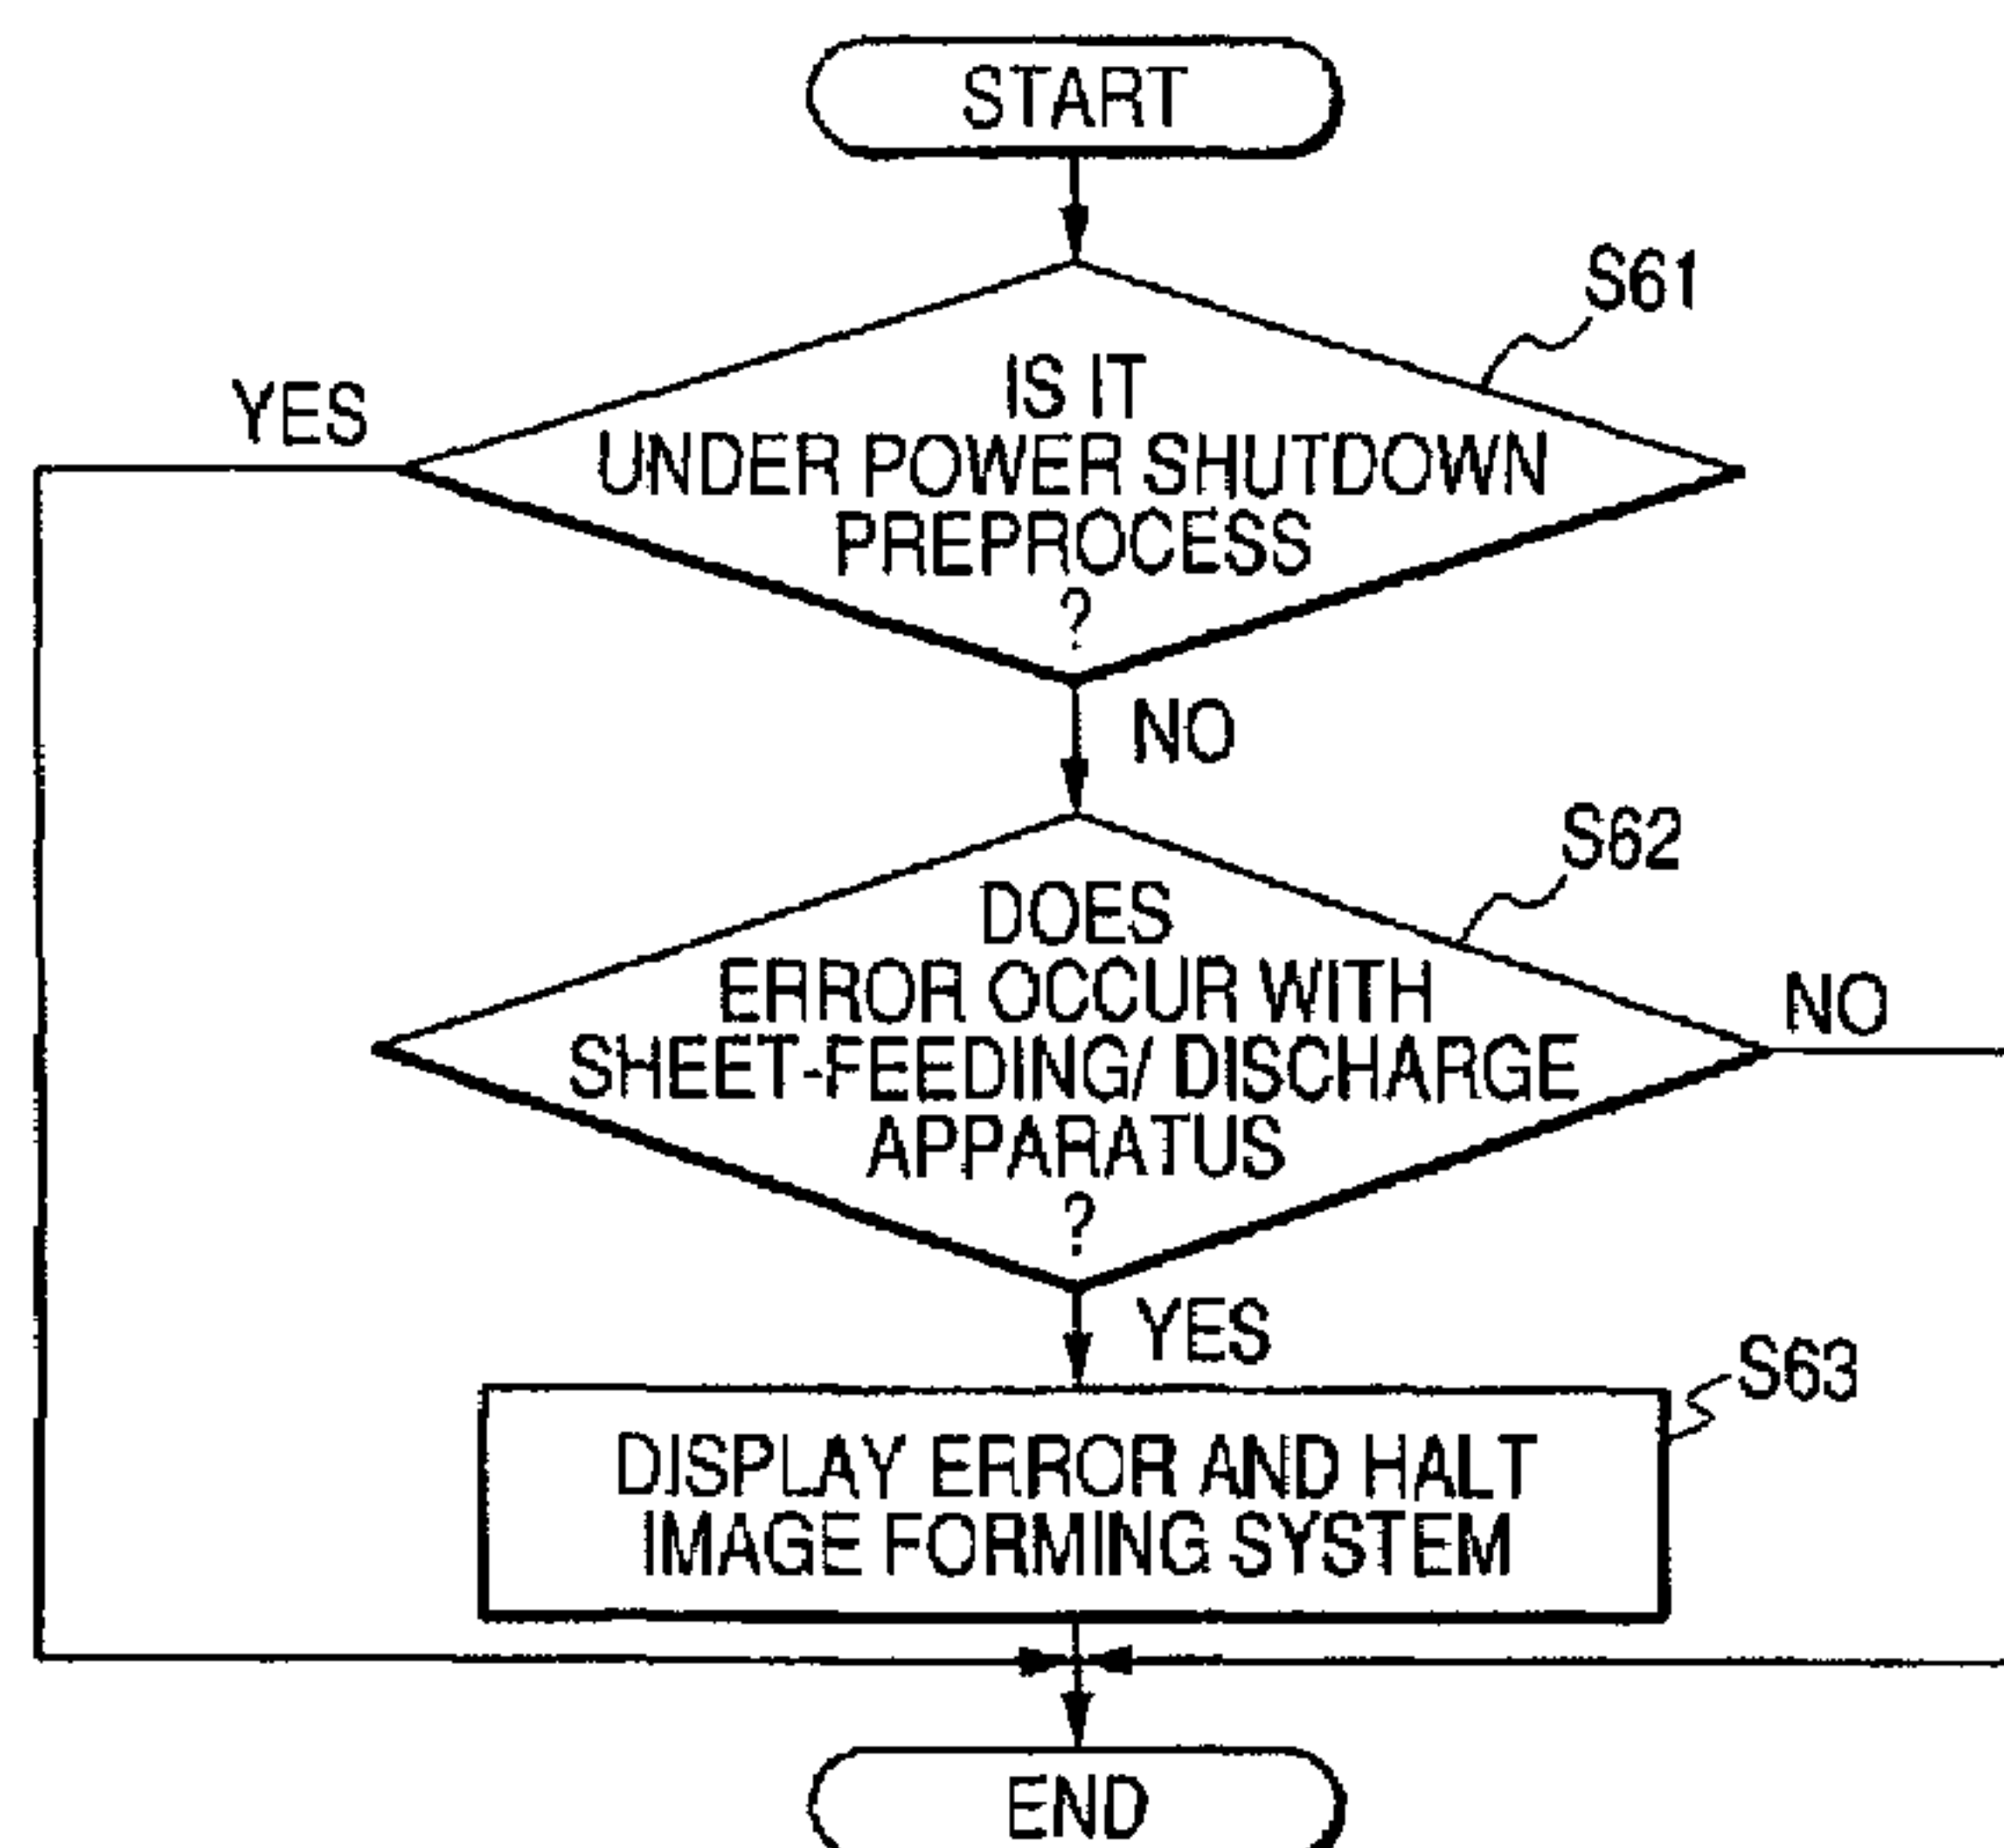 START
S61
IS IT
UNDER POWER SHUTDOWN
PREPROCESS
?
YES
NO
S62
DOES
ERROR OCCUR WITH
SHEET-FEEDING/ DISCHARGE
APPARATUS
?
NO
YES
S63
DISPLAY ERROR AND HALT
IMAGE FORMING SYSTEM
END